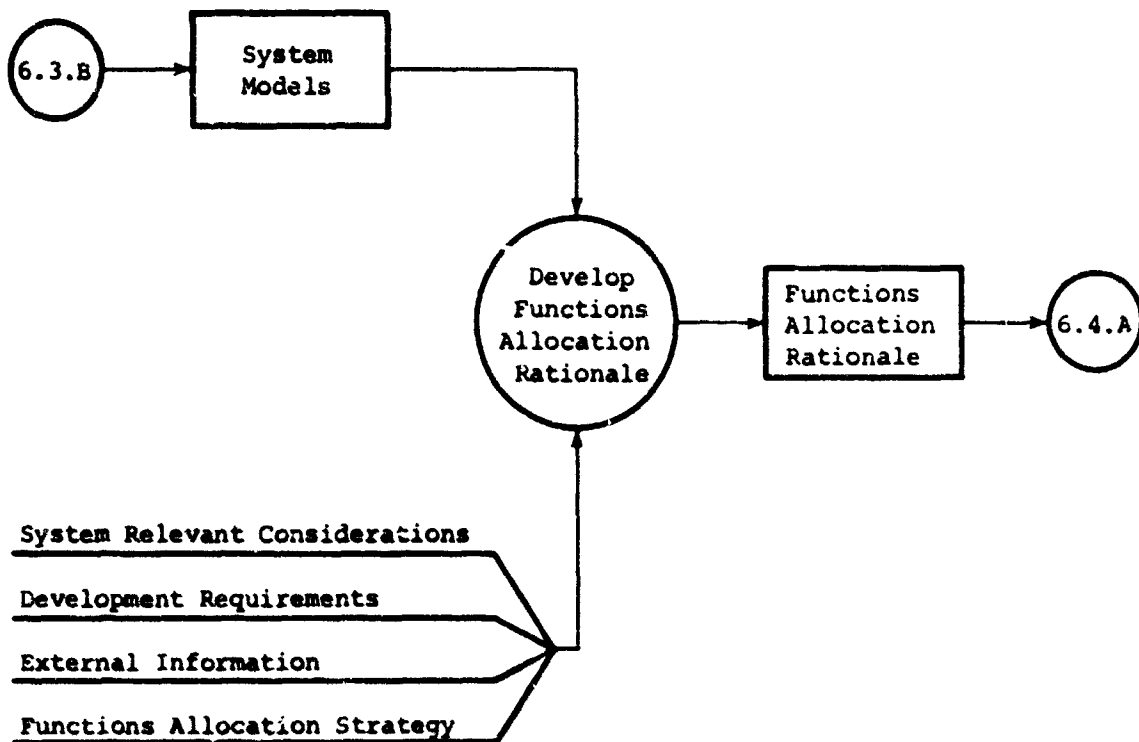 6.3.B
System
Models
Develop
Functions
Allocation
Rationale
Functions
Allocation
Rationale
6.4.A
System Relevant Considerations
Development Requirements
External Information
Functions Allocation Strategy